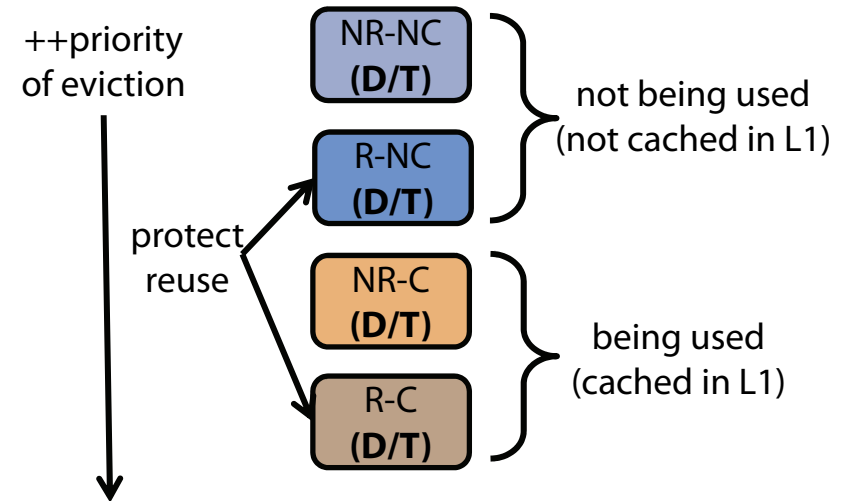 ++priority
of eviction
NR-NC
(D/T)
not being used
(not cached in L1)
R-NC
(D/T)
protect
reuse
NR-C
(D/T)
being used
(cached in L1)
R-C
(D/T)